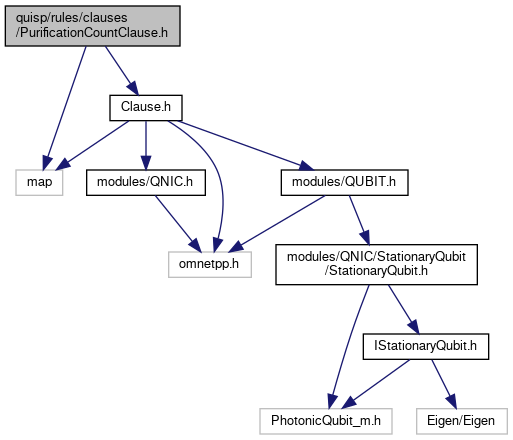 quisp/rules/clauses
/PurificationCountClause.h
Clause.h
map
modules/QNIC.h
modules/QUBIT.h
omnetpp.h
modules/QNIC/StationaryQubit
/StationaryQubit.h
IStationaryQubit.h
PhotonicQubit_m.h
Eigen/Eigen